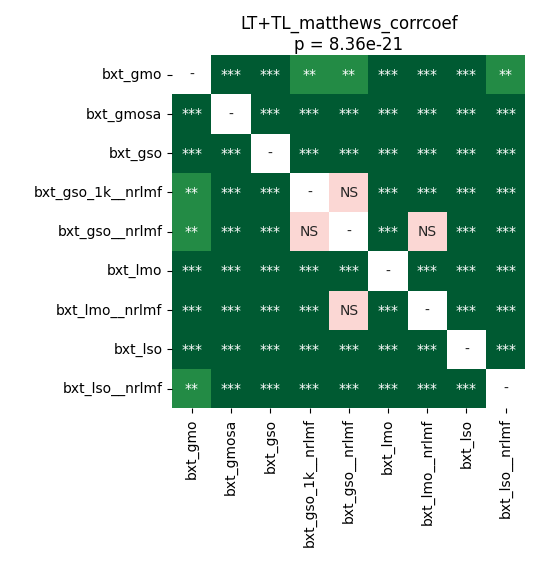 LT+TL_matthews_corrcoef
p = 8.36e-21
bxt_gmo - *** *** ** ** *** *** *** **
bxt_gmosa *** - *** *** *** *** *** *** ***
bxt_gso *** *** - *** *** *** *** *** ***
bxt_gso_1k__nrlmf ** *** *** - NS *** *** *** ***
bxt_gso__nrlmf ** *** *** NS - *** NS *** ***
bxt_lmo *** *** *** *** *** - *** *** ***
bxt_lmo__nrlmf *** *** *** *** NS *** - *** ***
bxt_lso *** *** *** *** *** *** *** - ***
bxt_lso__nrlmf ** *** *** *** *** *** *** *** -
bxt_gmo
bxt_gmosa
bxt_gso
bxt_gso_1k__nrlmf
bxt_gso__nrlmf
bxt_lmo
bxt_lmo__nrlmf
bxt_lso
bxt_lso__nrlmf